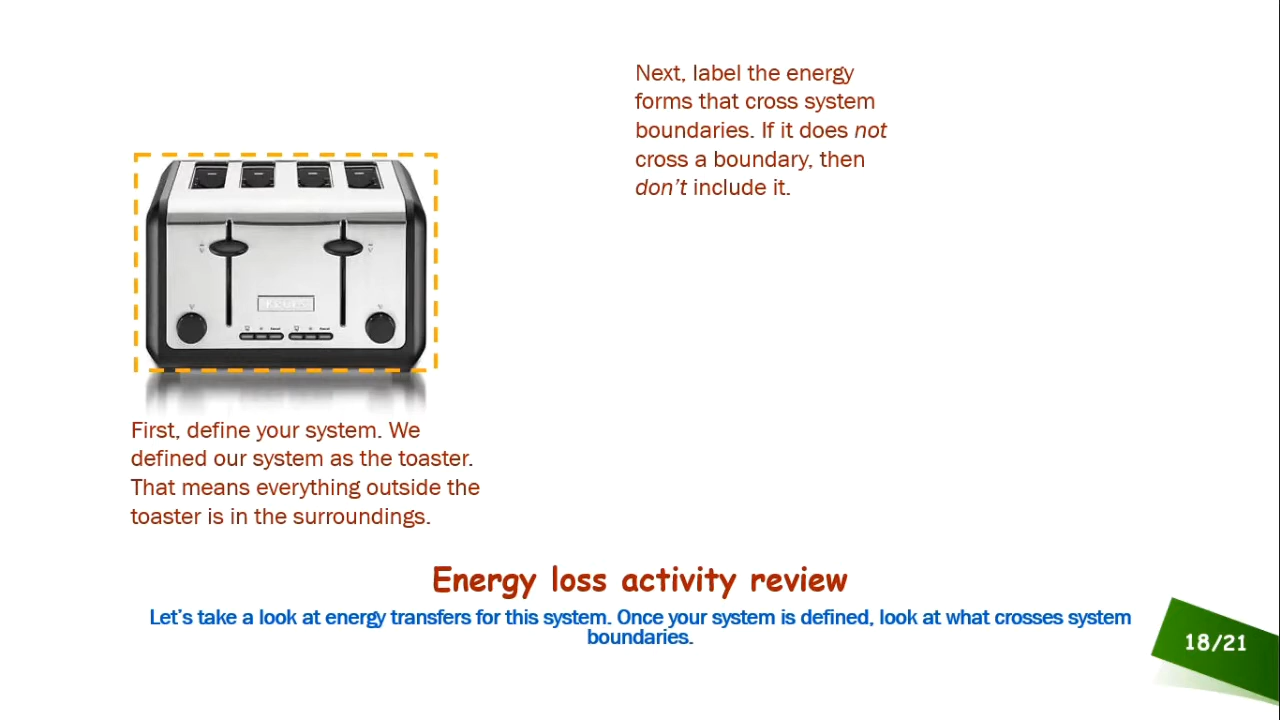 Next, label the energy
forms that cross system
boundaries. If it does not
cross a boundary, then
don't include it.
First, define your system. We
defined our system as the toaster.
That means everything outside the
toaster is in the surroundings.
Energy loss activity review
Let's take a look at energy transfers for this system. Once your system is defined, look at what crosses system
boundaries.
18/21